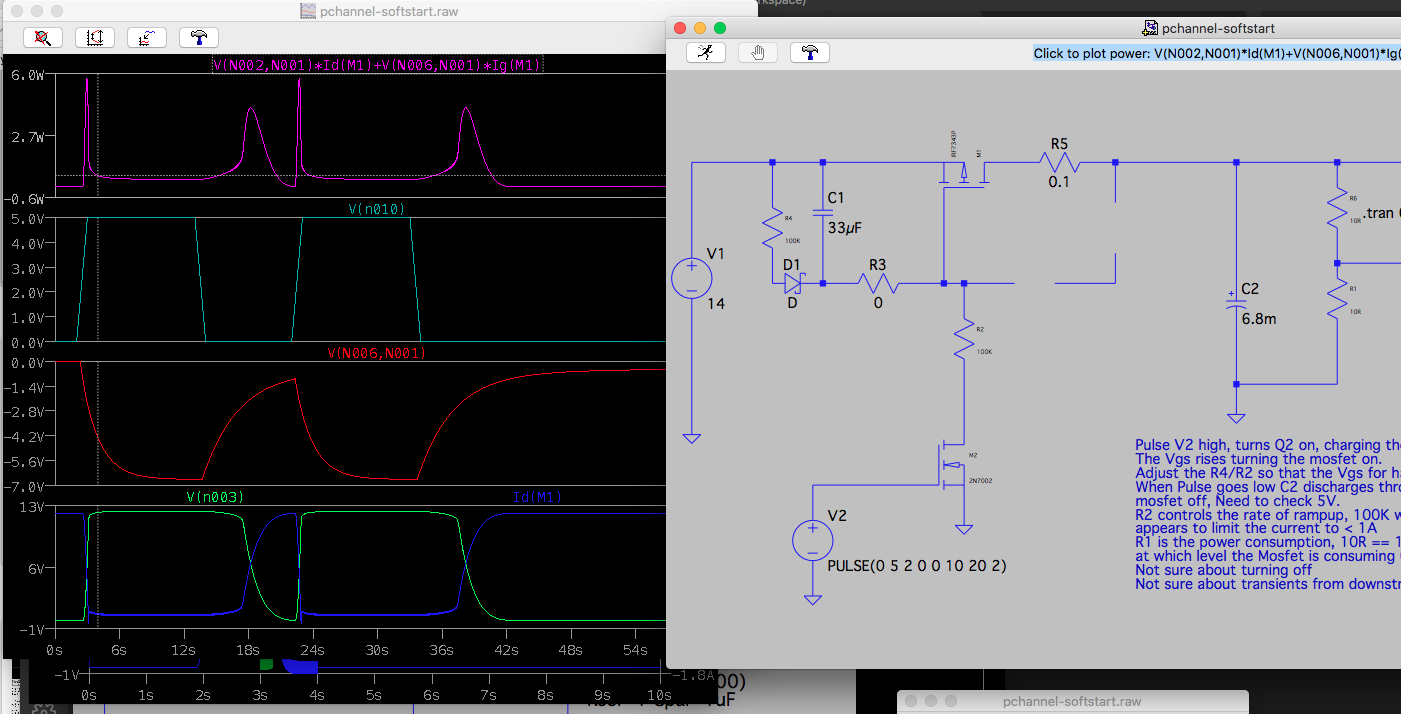 pchannel-softstart.raw
V(N002,N001)*Id(M1)+V(N006,N001)*Ig(M1)
6.0W
2.7W
-0.6W
V(n010)
5.0V
4.0V
3.0V
2.0V
1.0V
0.0V
V(N006,N001)
0.0V
-1.4V
-2.8V
-4.2V
-5.6V
-7.0V
V(n003) Id(M1)
13V
6V
-1V
0s 6s 12s 18s 24s 30s 36s 42s 48s 54s
-1V -1.8A
0s 1s 2s 3s 4s 5s 6s 7s 8s 9s 10s
pchannel-softstart
Click to plot power: V(N002,N001)*Id(M1)+V(N006,N001)*Ig(
IRF7343P
M1
R5
0.1
R4
100K
C1
33µF
D1
D
R3
0
V1
14
R2
100K
M2
2N7002
V2
PULSE(0 5 2 0 0 10 20 2)
C2
6.8m
R6
10R
.tran
R1
10R
Pulse V2 high, turns Q2 on, charging the
The Vgs rises turning the mosfet on.
Adjust the R4/R2 so that the Vgs for ha
When Pulse goes low C2 discharges thro
mosfet off, Need to check 5V.
R2 controls the rate of rampup, 100K w
appears to limit the current to < 1A
R1 is the power consumption, 10R == 1
at which level the Mosfet is consuming
Not sure about turning off
Not sure about transients from downstr
pchannel-softstart.raw